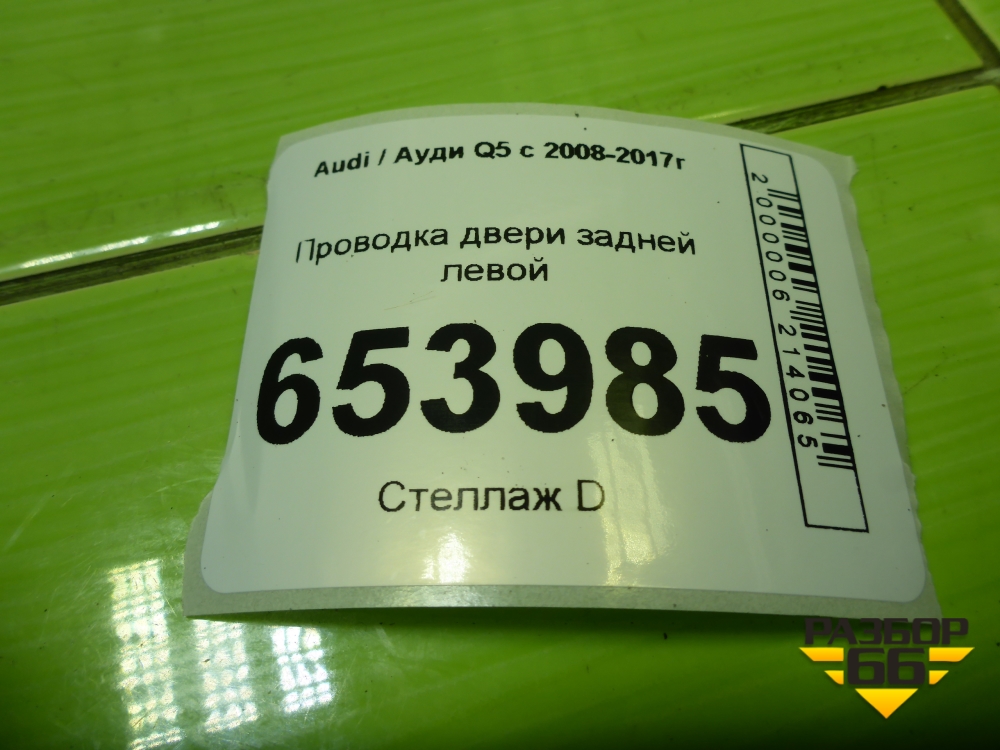 Audi / Ауди Q5 с 2008-2017г
Проводка двери задней
левой
653985
Стеллаж D
2000006214065
РАЗБОР
66